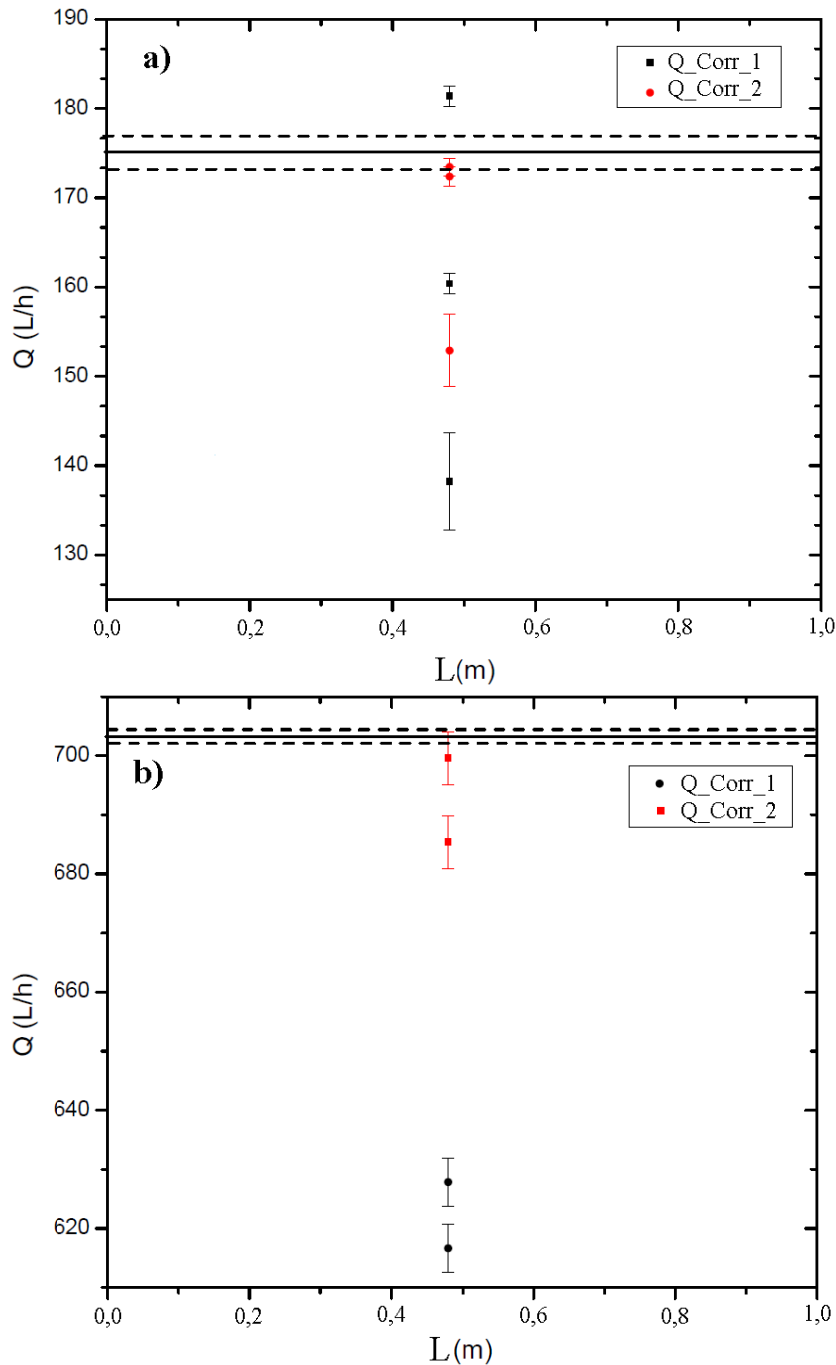 190
a)
Q_Corr_1
Q_Corr_2
180
170
160
150
140
130
Q (L/h)
0,0 0,2 0,4 0,6 0,8 1,0
L(m)
b)
Q_Corr_1
Q_Corr_2
700
680
660
640
620
Q (L/h)
0,0 0,2 0,4 0,6 0,8 1,0
L(m)